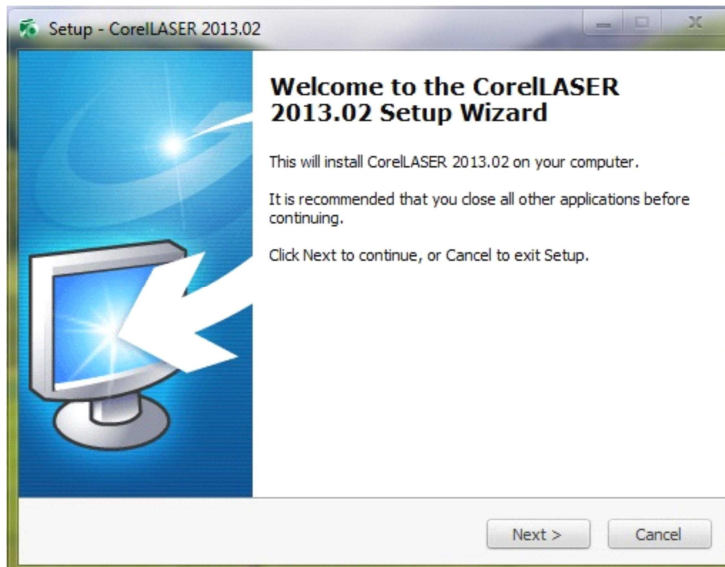 Setup - CorelLASER 2013.02
Welcome to the CorelLASER
2013.02 Setup Wizard
This will install CorelLASER 2013.02 on your computer.
It is recommended that you close all other applications before
continuing.
Click Next to continue, or Cancel to exit Setup.
Next >
Cancel